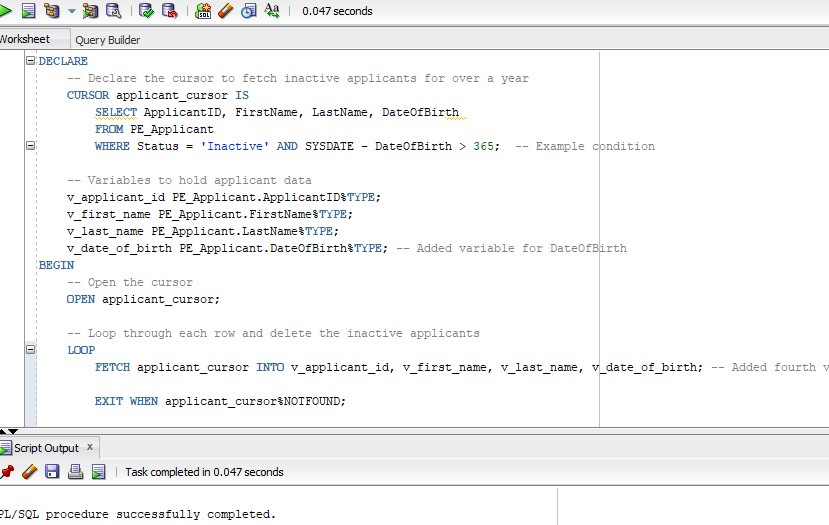 0.047 seconds
Worksheet Query Builder
DECLARE
-- Declare the cursor to fetch inactive applicants for over a year
CURSOR applicant_cursor IS
SELECT ApplicantID, FirstName, LastName, DateOfBirth
FROM PE_Applicant
WHERE Status = 'Inactive' AND SYSDATE - DateOfBirth > 365; -- Example condition
-- Variables to hold applicant data
v_applicant_id PE_Applicant.ApplicantID%TYPE;
v_first_name PE_Applicant.FirstName%TYPE;
v_last_name PE_Applicant.LastName%TYPE;
v_date_of_birth PE_Applicant.DateOfBirth%TYPE; -- Added variable for DateOfBirth
BEGIN
-- Open the cursor
OPEN applicant_cursor;
-- Loop through each row and delete the inactive applicants
LOOP
FETCH applicant_cursor INTO v_applicant_id, v_first_name, v_last_name, v_date_of_birth; -- Added fourth v
EXIT WHEN applicant_cursor%NOTFOUND;
Script Output x
Task completed in 0.047 seconds
PL/SQL procedure successfully completed.